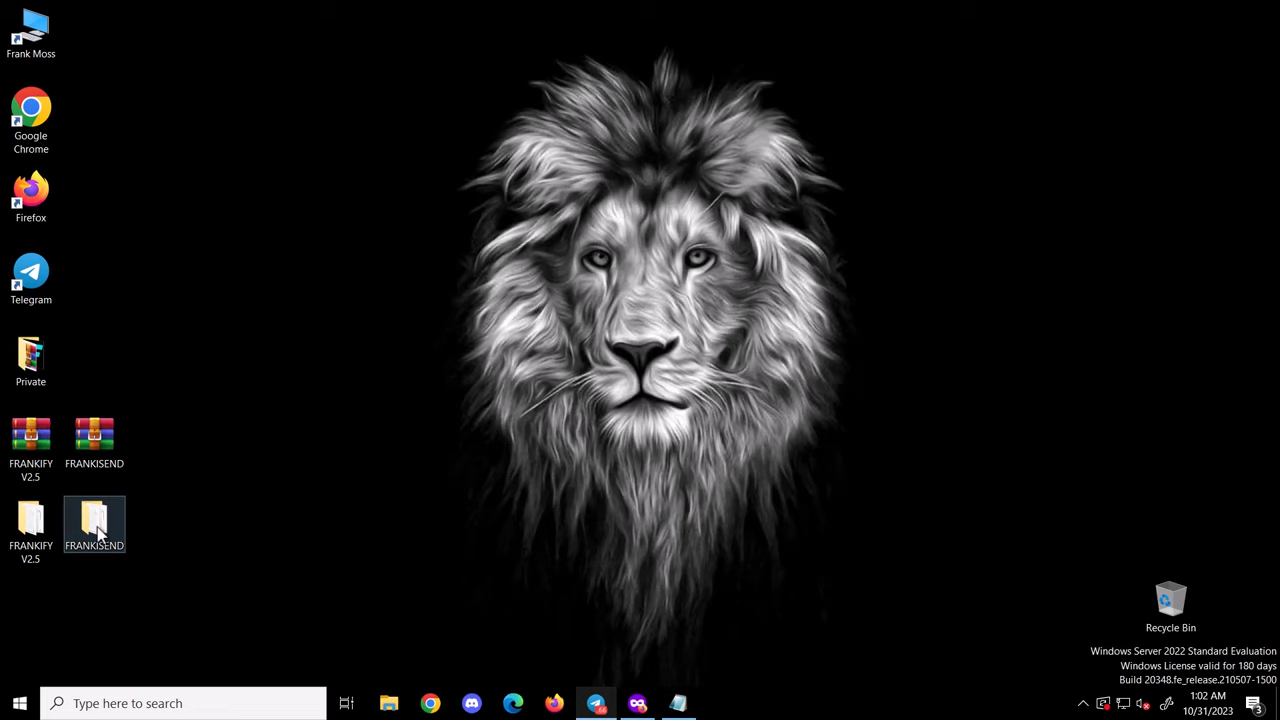 Frank Moss
Google
Chrome
Firefox
Telegram
Private
FRANKIFY
V2.5
FRANKISEND
FRANKIFY
V2.5
FRANKISEND
Recycle Bin
Windows Server 2022 Standard Evaluation
Windows License valid for 180 days
Build 20348.fe_release.210507-1500
Type here to search
1:02 AM
10/31/2023
3